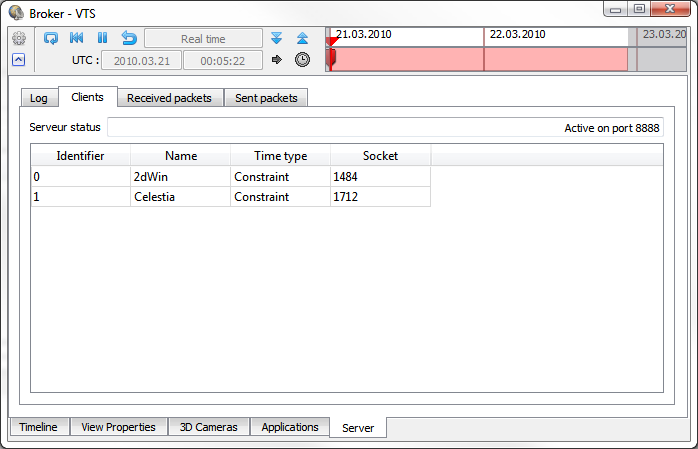 Broker - VTS
Real time
21.03.2010 22.03.2010 23.03.20
UTC : 2010.03.21 00:05:22
Log Clients Received packets Sent packets
Serveur status Active on port 8888
Identifier Name Time type Socket
0 2dWin Constraint 1484
1 Celestia Constraint 1712
Timeline View Properties 3D Cameras Applications Server